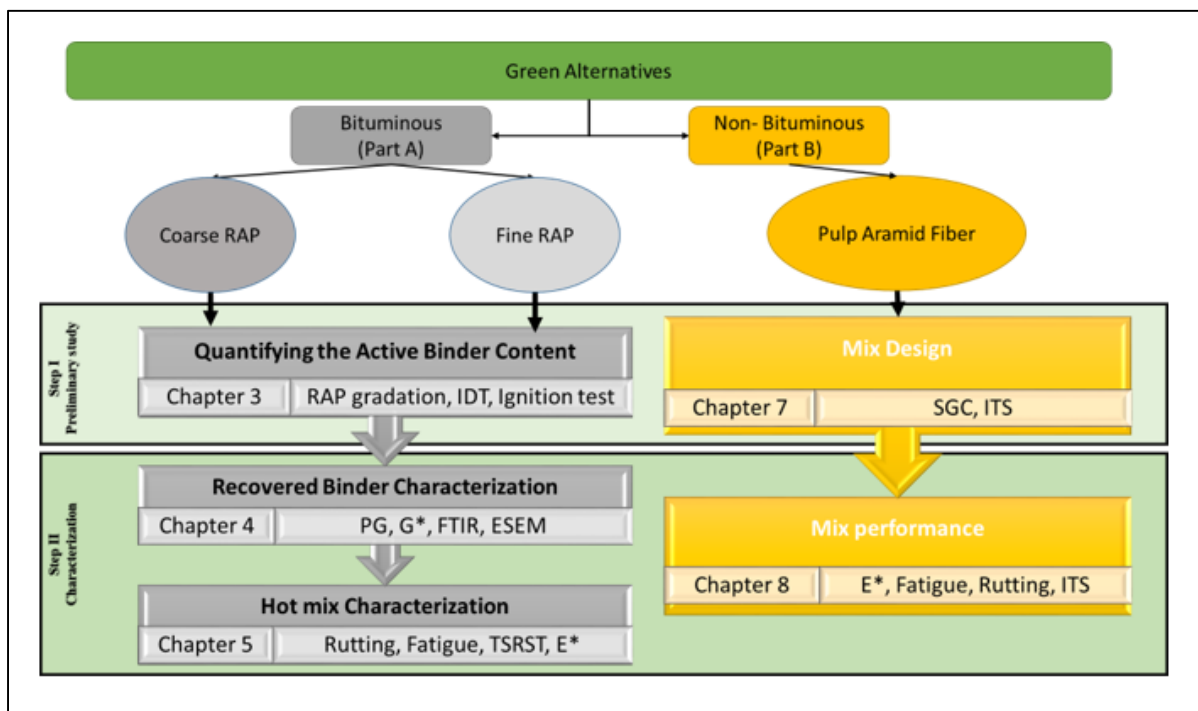 Green Alternatives
Bituminous
(Part A)
Non- Bituminous
(Part B)
Coarse RAP
Fine RAP
Pulp Aramid Fiber
Step I
Preliminary study
Quantifying the Active Binder Content
Chapter 3
RAP gradation, IDT, Ignition test
Mix Design
Chapter 7
SGC, ITS
Step II
Characterization
Recovered Binder Characterization
Chapter 4
PG, G*, FTIR, ESEM
Hot mix Characterization
Chapter 5
Rutting, Fatigue, TSRST, E*
Mix performance
Chapter 8
E*, Fatigue, Rutting, ITS